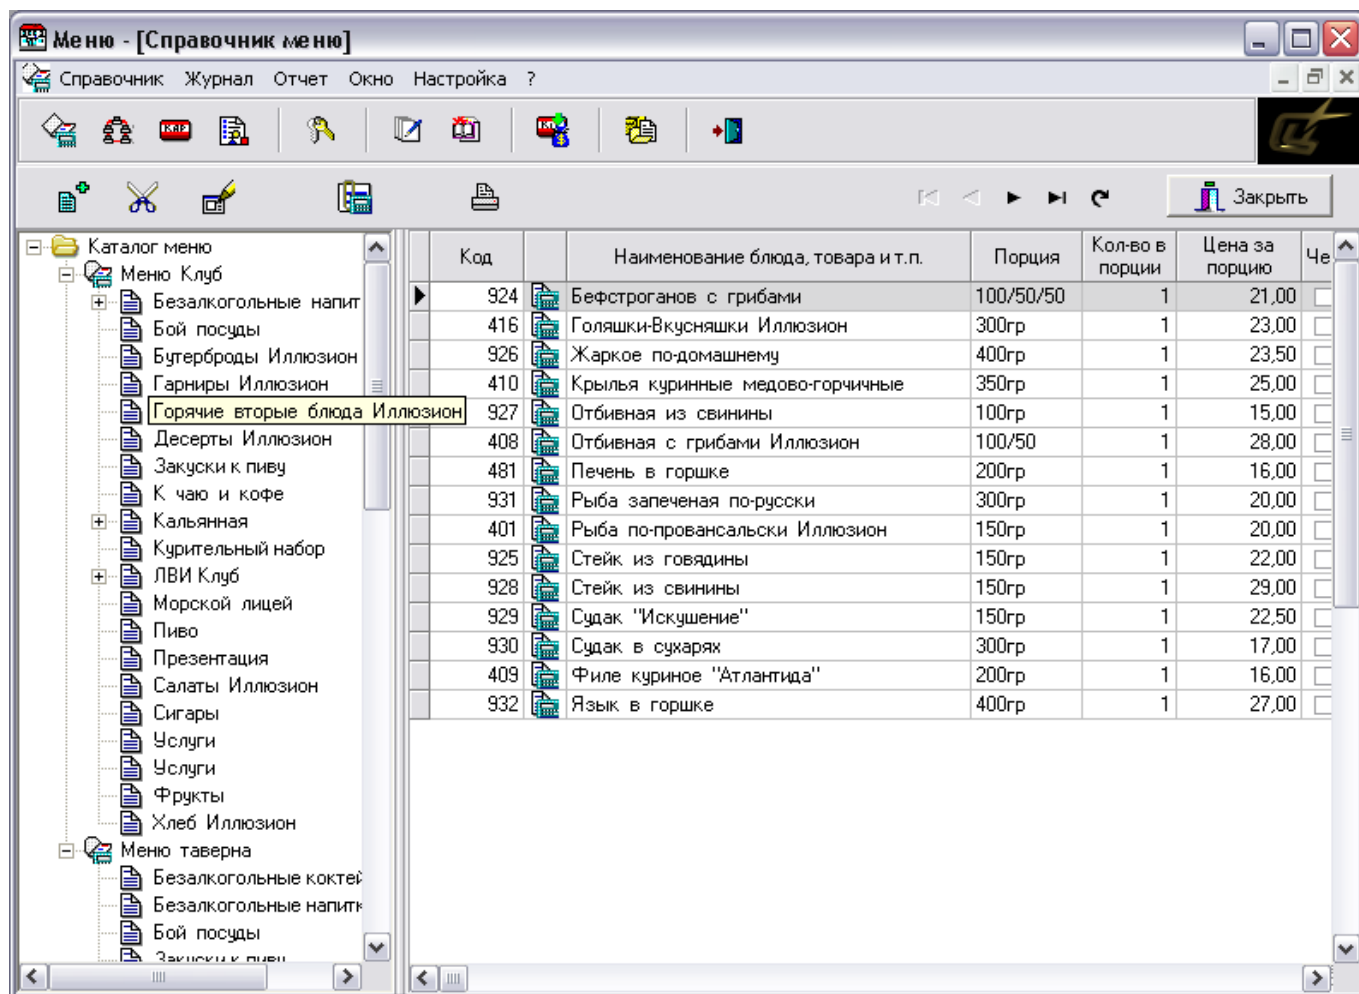 Меню - [Справочник меню]
Справочник Журнал Отчет Окно Настройка ?
КАР
Закрыть
Каталог меню
Меню Клуб
Безалкогольные напит
Бой посуды
Бутерброды Иллюзион
Гарниры Иллюзион
Горячие вторые блюда Иллюзион
Десерты Иллюзион
Закуски к пиву
К чаю и кофе
Кальянная
Курительный набор
ЛВИ Клуб
Морской лицей
Пиво
Презентация
Салаты Иллюзион
Сигары
Услуги
Услуги
Фрукты
Хлеб Иллюзион
Меню таверна
Безалкогольные коктей
Безалкогольные напитк
Бой посуды
Закуски к пиву
Код Наименование блюда, товара и т.п. Порция Кол-во в порции Цена за порцию Че
924 Бефстроганов с грибами 100/50/50 1 21,00
416 Голяшки-Вкусняшки Иллюзион 300гр 1 23,00
926 Жаркое по-домашнему 400гр 1 23,50
410 Крылья куринные медово-горчичные 350гр 1 25,00
927 Отбивная из свинины 100гр 1 15,00
408 Отбивная с грибами Иллюзион 100/50 1 28,00
481 Печень в горшке 200гр 1 16,00
931 Рыба запеченая по-русски 300гр 1 20,00
401 Рыба по-провансальски Иллюзион 150гр 1 20,00
925 Стейк из говядины 150гр 1 22,00
928 Стейк из свинины 150гр 1 29,00
929 Судак "Искушение" 150гр 1 22,50
930 Судак в сухарях 300гр 1 17,00
409 Филе куриное "Атлантида" 200гр 1 16,00
932 Язык в горшке 400гр 1 27,00